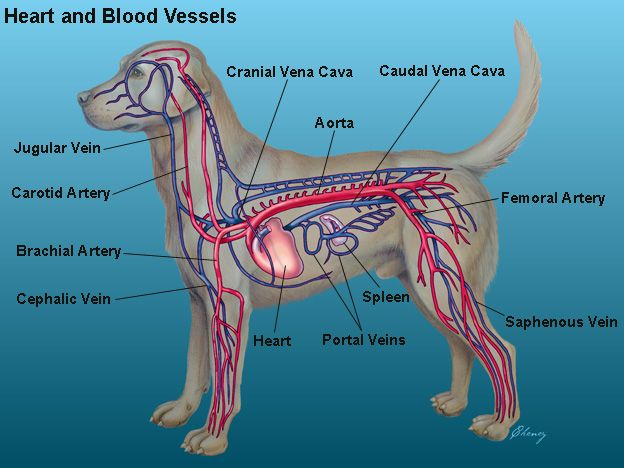 Heart and Blood Vessels
Cranial Vena Cava
Caudal Vena Cava
Aorta
Jugular Vein
Carotid Artery
Femoral Artery
Brachial Artery
Cephalic Vein
Spleen
Saphenous Vein
Heart
Portal Veins